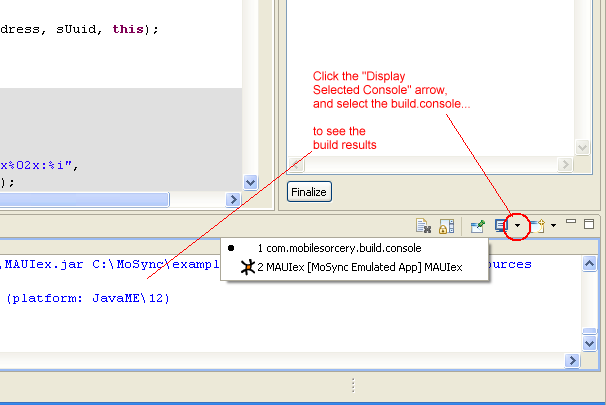 dress, sUuid, this);
Click the "Display
Selected Console" arrow,
and select the build.console...
to see the
build results
x%02x:%i",
);
Finalize
1 com.mobilesorcery.build.console
,MAUIex.jar C:\MoSync\exampl
ources
2 MAUIex [MoSync Emulated App] MAUIex
(platform: JavaME\12)